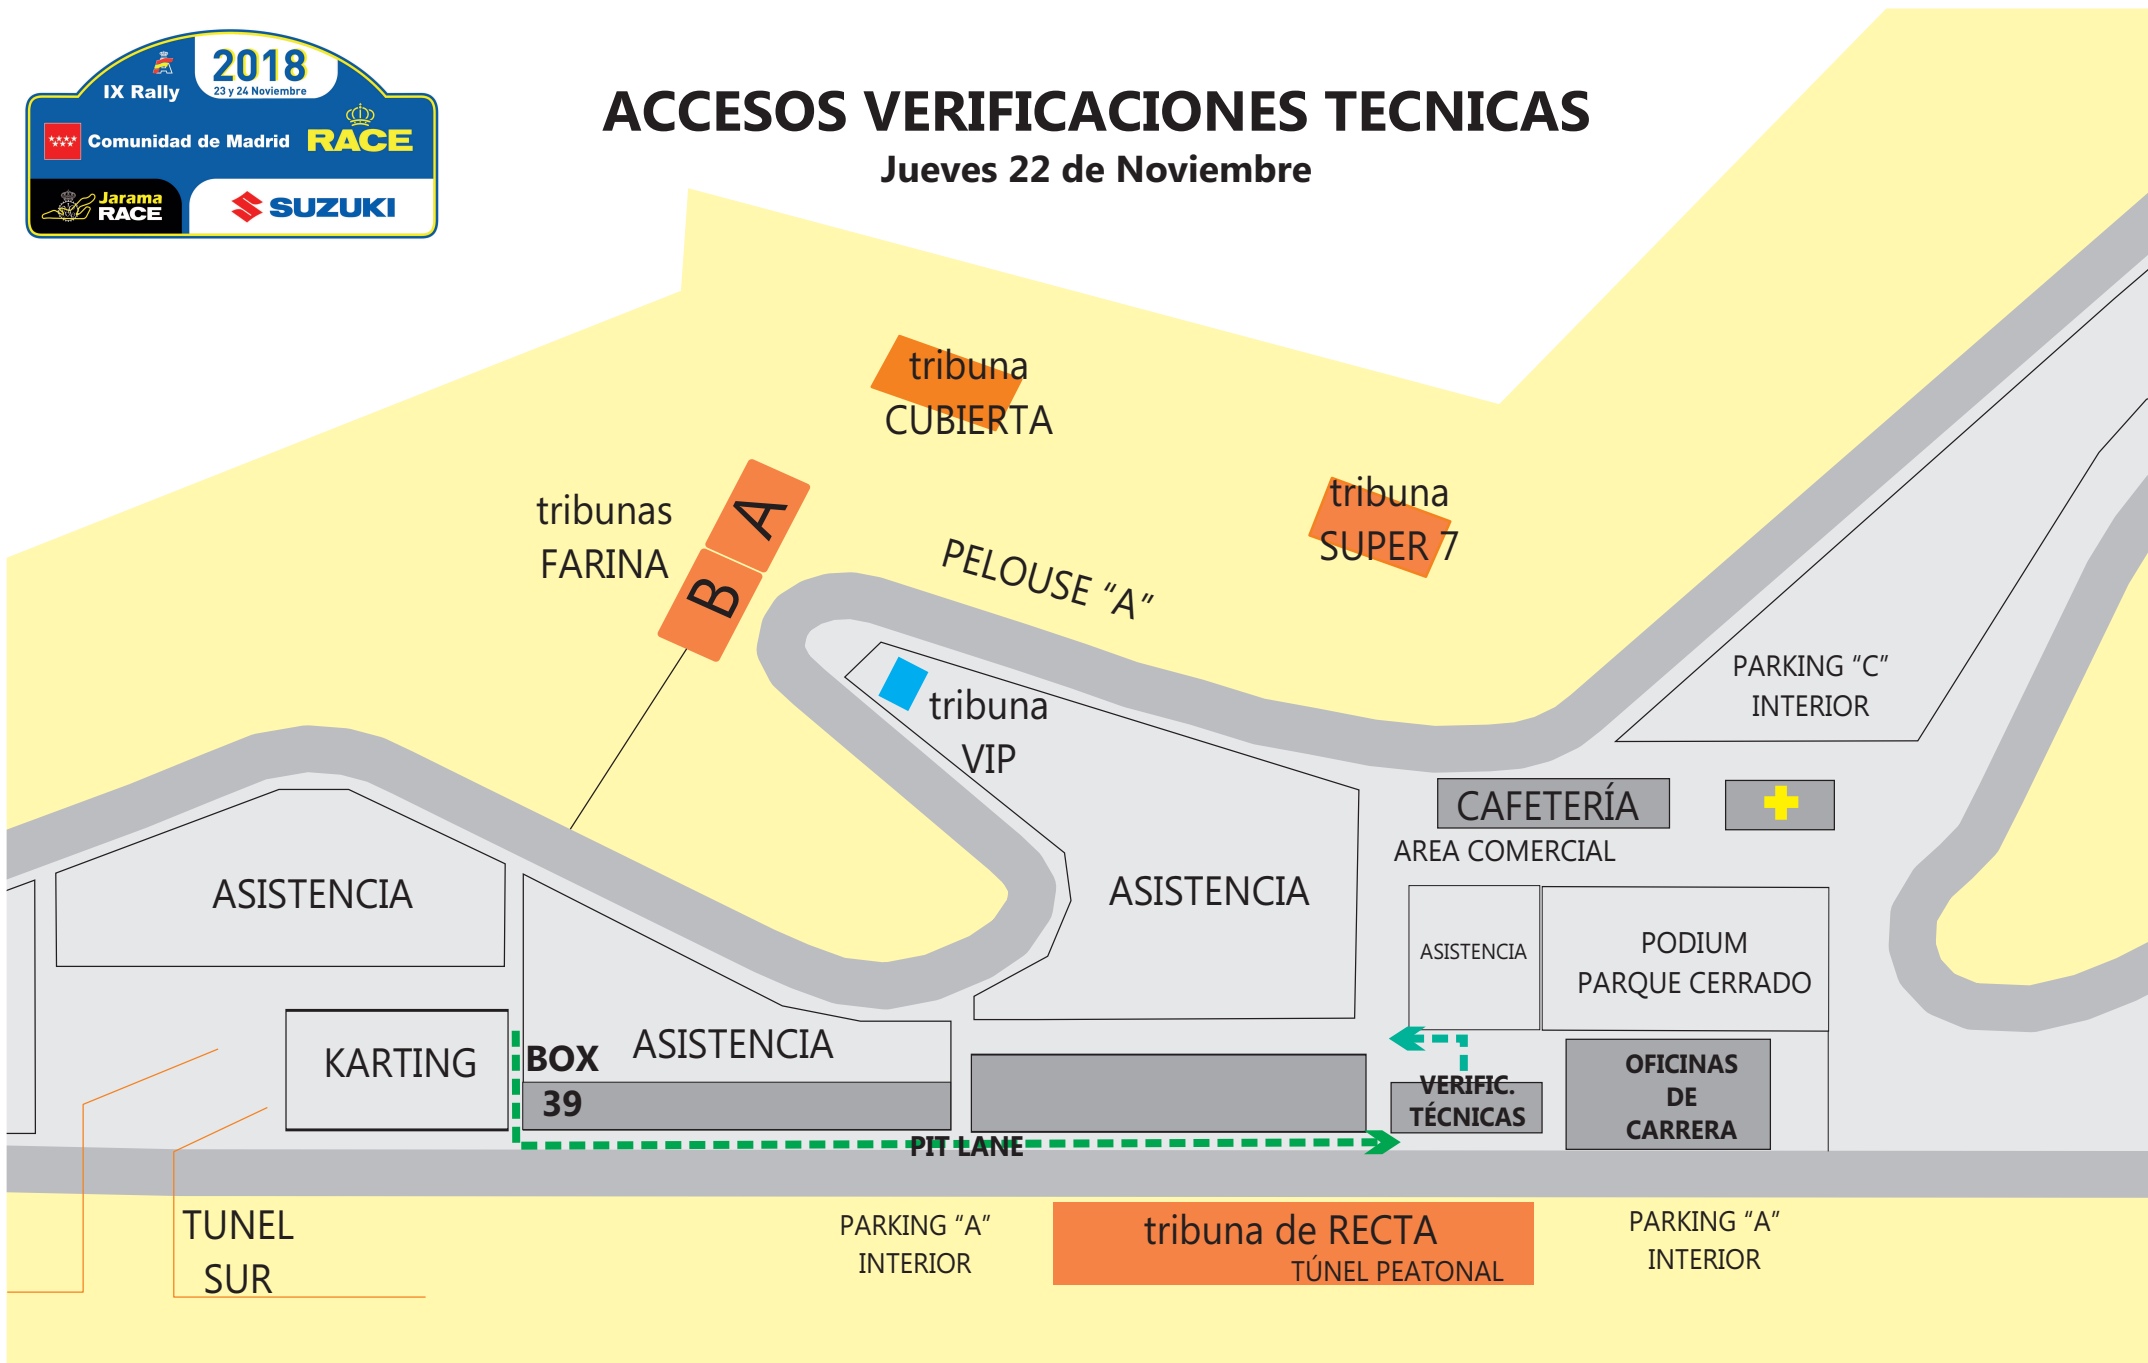 2018
23 y 24 Noviembre
IX Rally
Comunidad de Madrid RACE
Jarama
RACE
SUZUKI
ACCESOS VERIFICACIONES TECNICAS
Jueves 22 de Noviembre
tribuna
CUBIERTA
tribunas
FARINA
A
B
tribuna
SUPER 7
PELOUSE “A”
tribuna
VIP
PARKING “C”
INTERIOR
CAFETERÍA
AREA COMERCIAL
ASISTENCIA
ASISTENCIA
ASISTENCIA
PODIUM
PARQUE CERRADO
KARTING
BOX
39
ASISTENCIA
VERIFIC.
TÉCNICAS
OFICINAS
DE
CARRERA
PIT LANE
TUNEL
SUR
PARKING “A”
INTERIOR
tribuna de RECTA
TÚNEL PEATONAL
PARKING “A”
INTERIOR